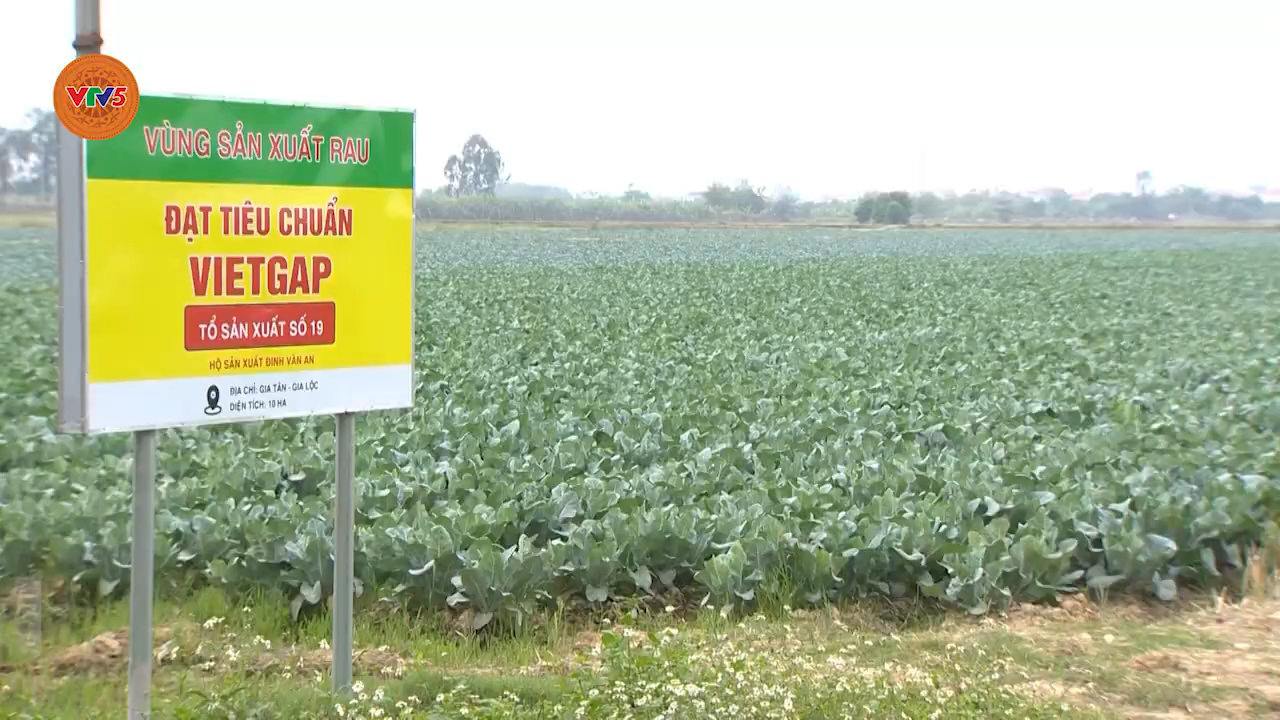 VTV5
VÙNG SẢN XUẤT RAU
ĐẠT TIÊU CHUẨN
VIETGAP
TỔ SẢN XUẤT SỐ 19
HỘ SẢN XUẤT ĐINH VĂN AN
ĐỊA CHỈ: GIA TÂN - GIA LỘC
DIỆN TÍCH: 10 HA